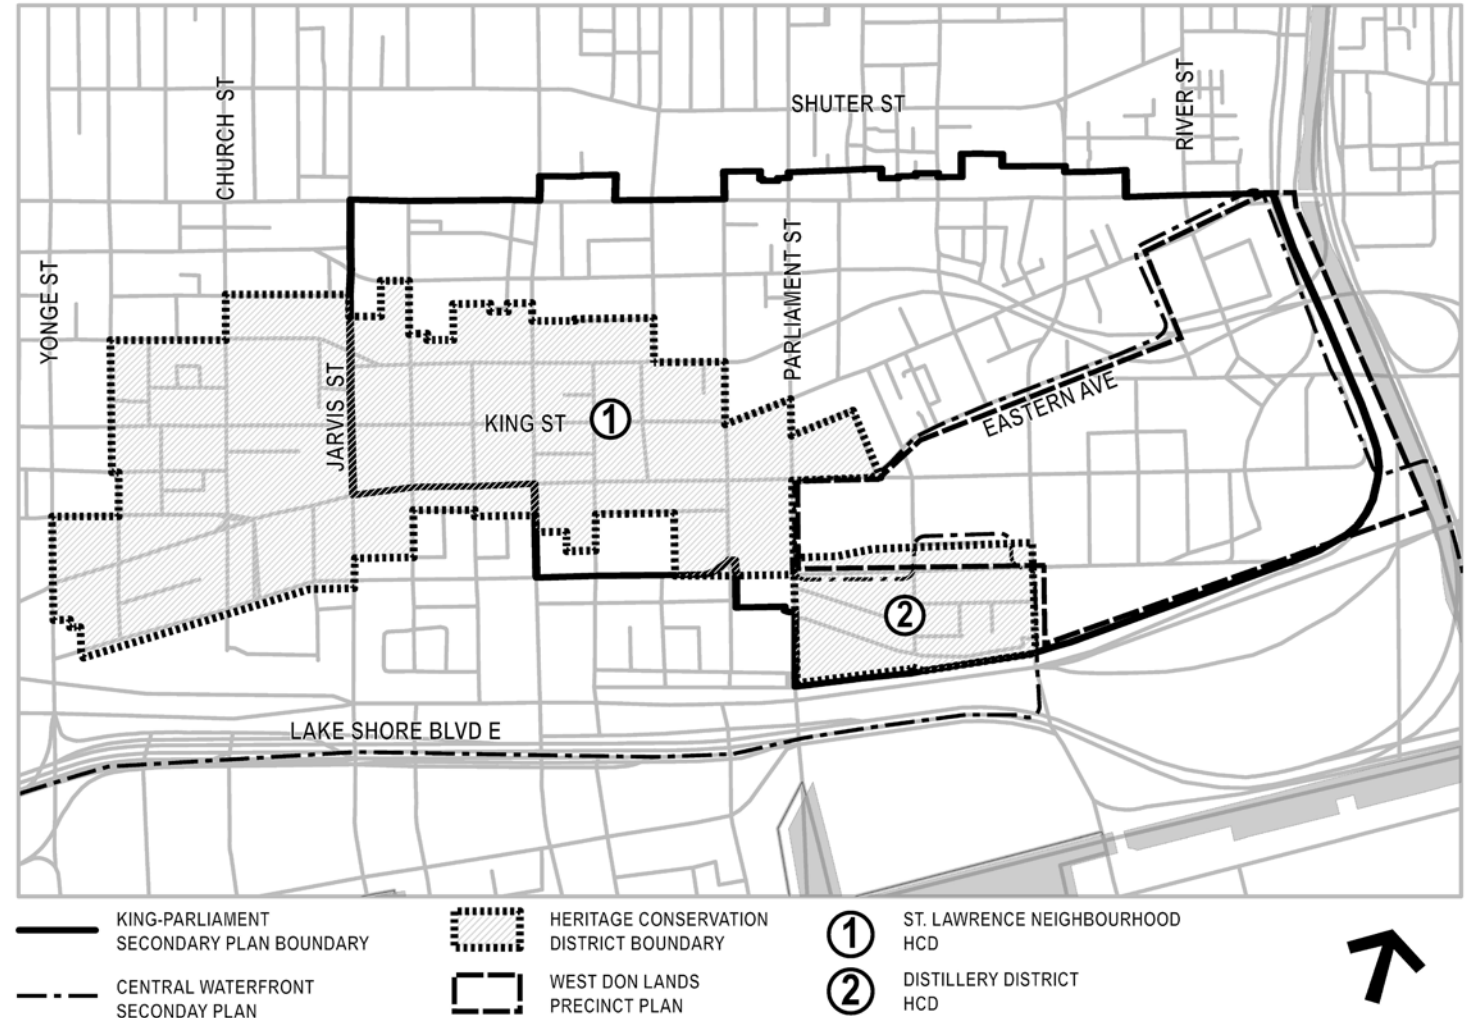 SHUTER ST
RIVER ST
CHURCH ST
PARLIAMENT ST
YONGE ST
JARVIS ST
KING ST
1
EASTERN AVE
2
LAKE SHORE BLVD E
KING-PARLIAMENT
SECONDARY PLAN BOUNDARY
CENTRAL WATERFRONT
SECONDAY PLAN
HERITAGE CONSERVATION
DISTRICT BOUNDARY
WEST DON LANDS
PRECINCT PLAN
1
ST. LAWRENCE NEIGHBOURHOOD
HCD
2
DISTILLERY DISTRICT
HCD